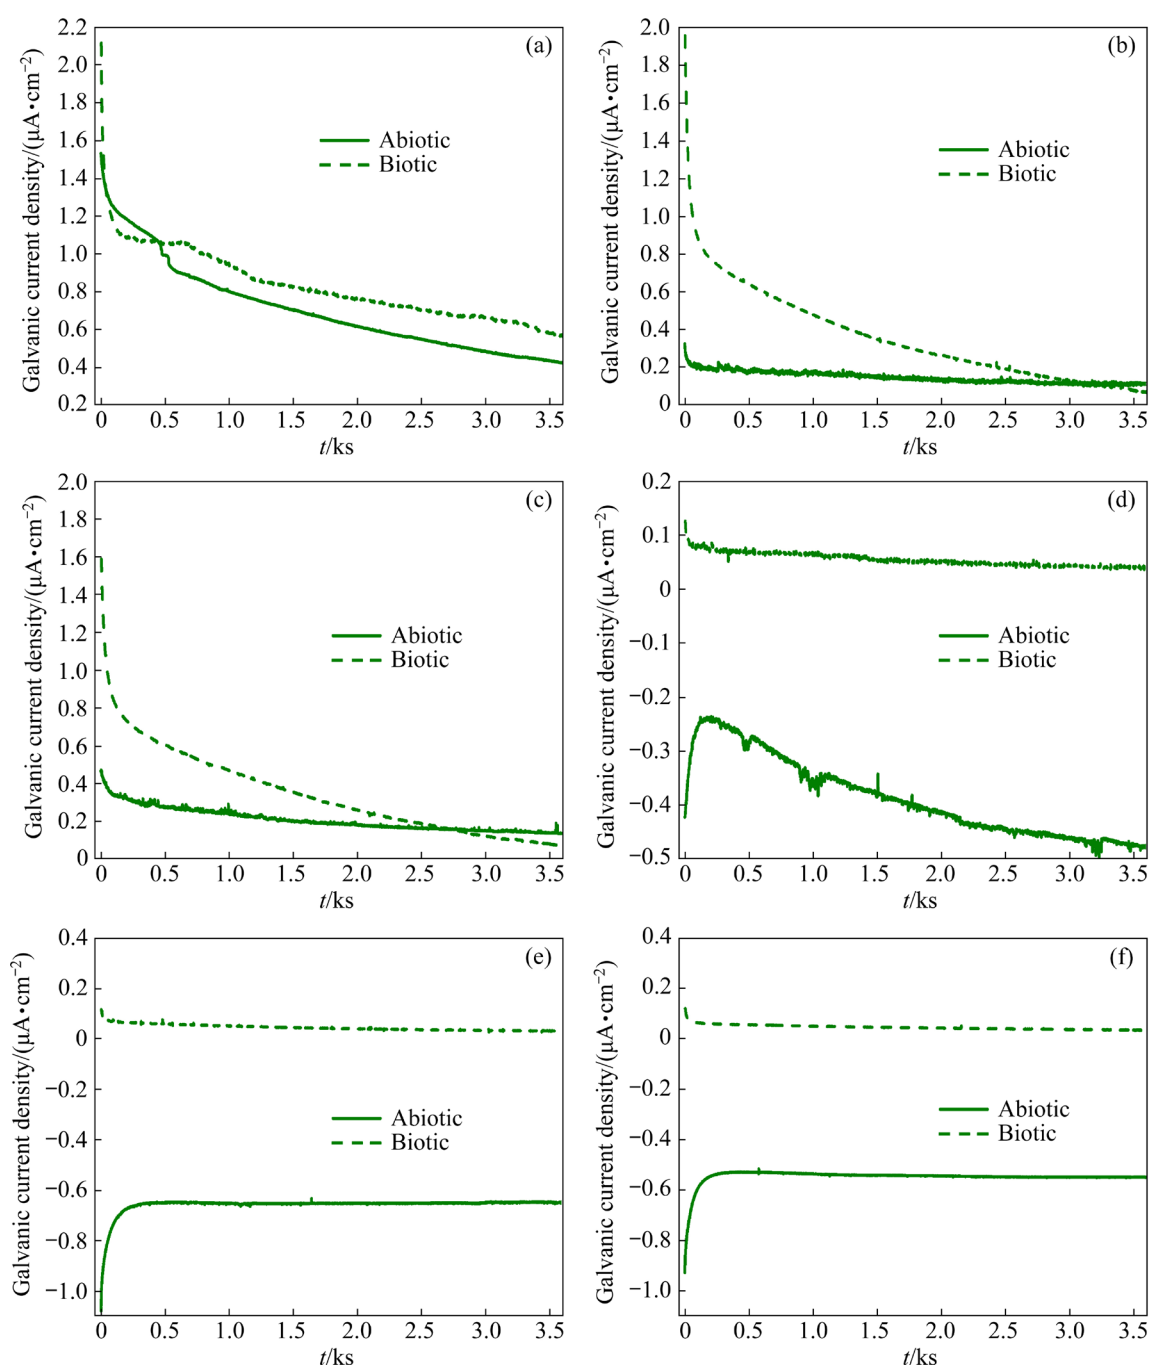 (a)
Galvanic current density/(μA•cm⁻²)
2.2
2.0
1.8
1.6
1.4
1.2
1.0
0.8
0.6
0.4
0.2
Abiotic
Biotic
0 0.5 1.0 1.5 2.0 2.5 3.0 3.5
t/ks
(b)
Galvanic current density/(μA•cm⁻²)
2.0
1.8
1.6
1.4
1.2
1.0
0.8
0.6
0.4
0.2
0
Abiotic
Biotic
0 0.5 1.0 1.5 2.0 2.5 3.0 3.5
t/ks
(c)
Galvanic current density/(μA•cm⁻²)
2.0
1.8
1.6
1.4
1.2
1.0
0.8
0.6
0.4
0.2
0
Abiotic
Biotic
0 0.5 1.0 1.5 2.0 2.5 3.0 3.5
t/ks
(d)
Galvanic current density/(μA•cm⁻²)
0.2
0.1
0
−0.1
−0.2
−0.3
−0.4
−0.5
Abiotic
Biotic
0 0.5 1.0 1.5 2.0 2.5 3.0 3.5
t/ks
(e)
Galvanic current density/(μA•cm⁻²)
0.4
0.2
0
−0.2
−0.4
−0.6
−0.8
−1.0
Abiotic
Biotic
0 0.5 1.0 1.5 2.0 2.5 3.0 3.5
t/ks
(f)
Galvanic current density/(μA•cm⁻²)
0.4
0.2
0
−0.2
−0.4
−0.6
−0.8
−1.0
Abiotic
Biotic
0 0.5 1.0 1.5 2.0 2.5 3.0 3.5
t/ks